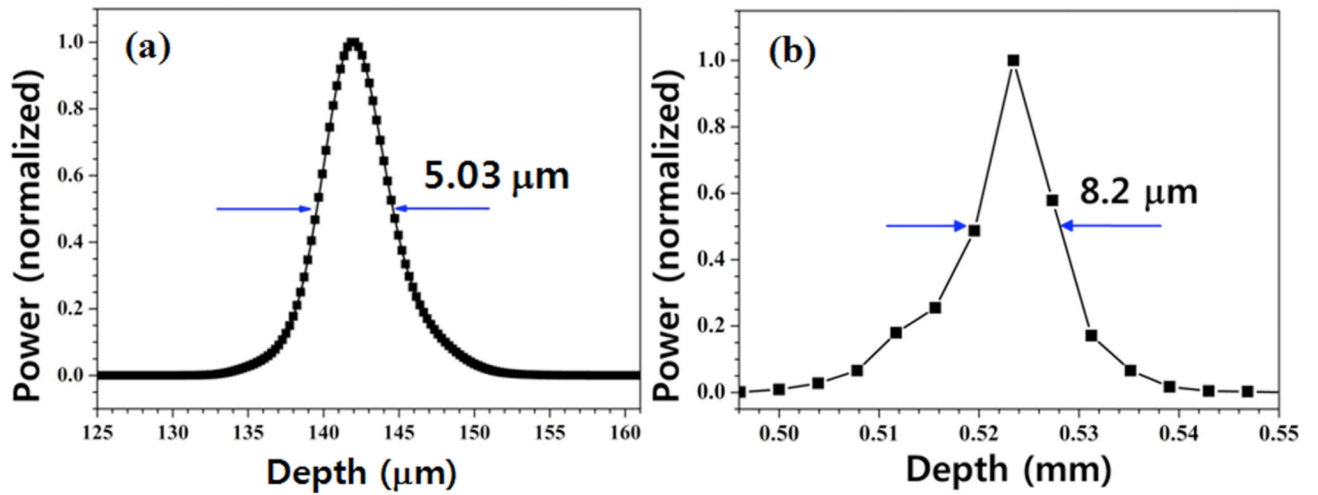 (a)
Power (normalized)
1.0
0.8
0.6
0.4
0.2
0.0
5.03 μm
125 130 135 140 145 150 155 160
Depth (μm)
(b)
Power (normalized)
1.0
0.8
0.6
0.4
0.2
0.0
8.2 μm
0.50 0.51 0.52 0.53 0.54 0.55
Depth (mm)